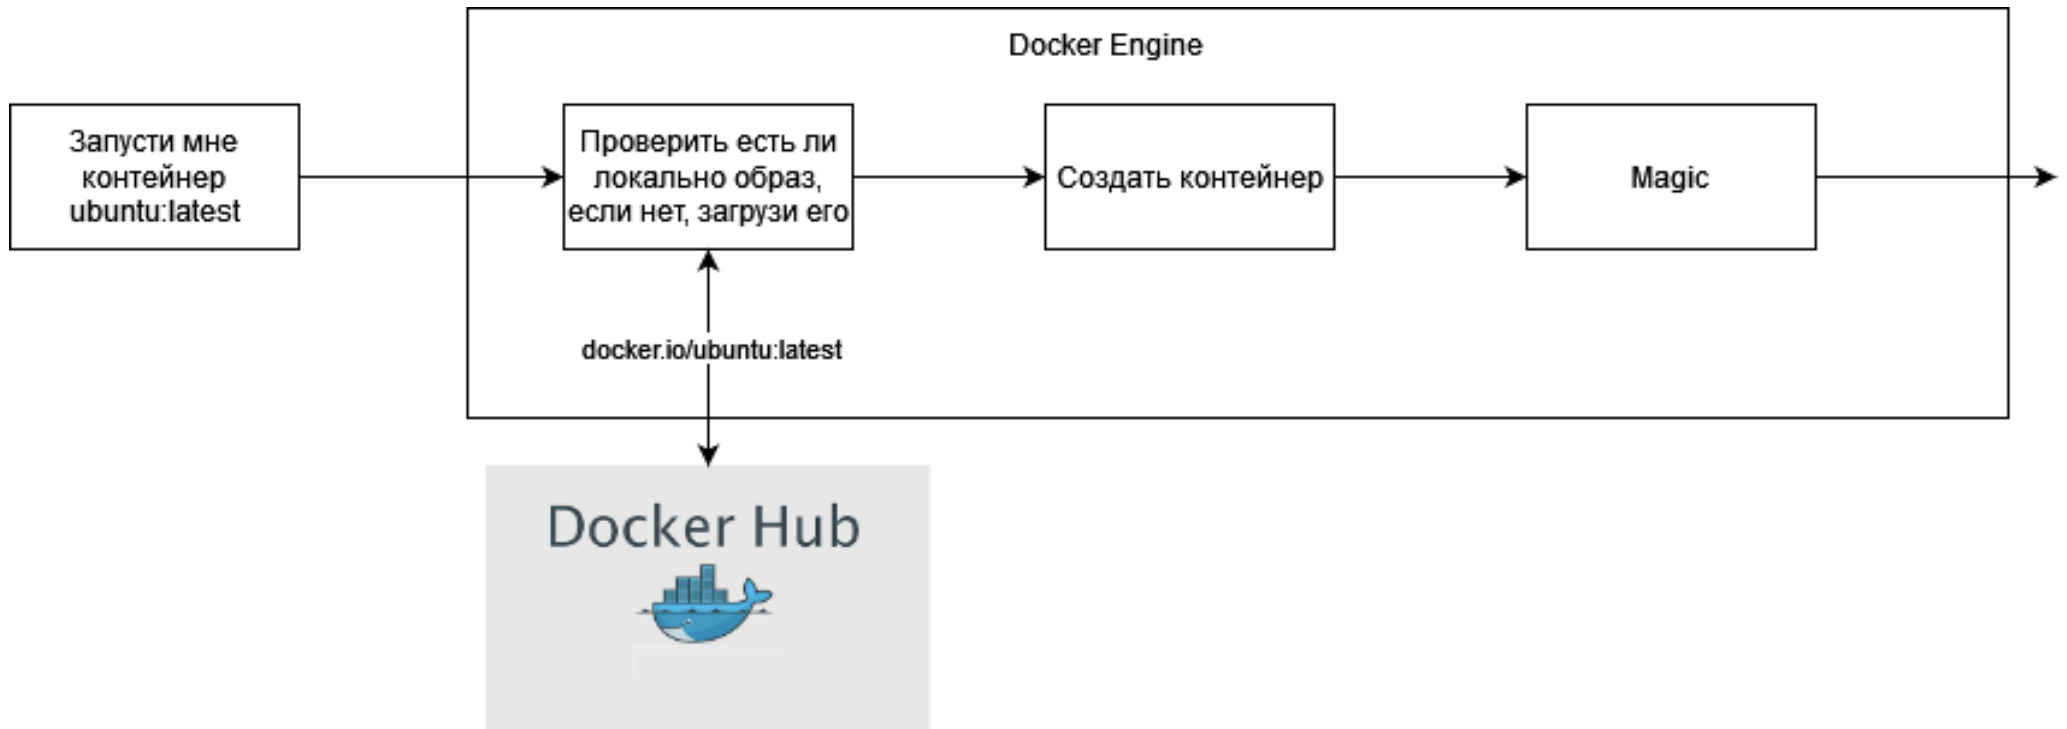 Docker Engine
Запусти мне
контейнер
ubuntu:latest
Проверить есть ли
локально образ,
если нет, загрузи его
Создать контейнер
Magic
docker.io/ubuntu:latest
Docker Hub